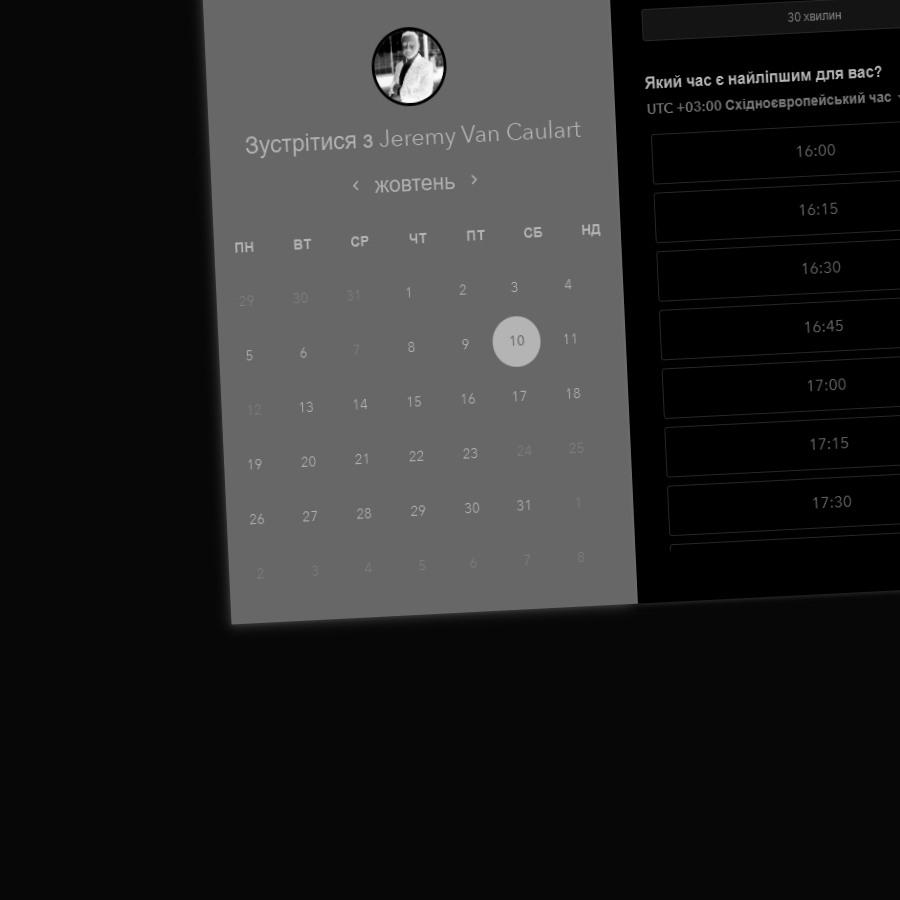 Зустрітися з Jeremy Van Caulart
‹ жовтень ›
ПН ВТ СР ЧТ ПТ СБ НД
29 30 31 1 2 3 4
5 6 7 8 9 10 11
12 13 14 15 16 17 18
19 20 21 22 23 24 25
26 27 28 29 30 31 1
2 3 4 5 6 7 8
30 хвилин
Який час є найліпшим для вас?
UTC +03:00 Східноєвропейський час
16:00
16:15
16:30
16:45
17:00
17:15
17:30